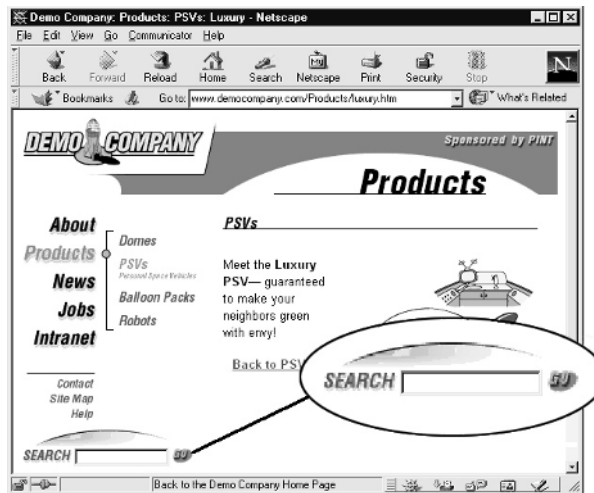 Demo Company: Products: PSVs: Luxury - Netscape
File Edit View Go Communicator Help
Back Forward Reload Home Search Netscape Print Security Stop
N
Bookmarks Go to: www.democompany.com/Products/luxury.htm What's Related
DEMO COMPANY
Sponsored by PINT
Products
About
Products
News
Jobs
Intranet
Domes
PSVs
Personal Space Vehicles
Balloon Packs
Robots
PSVs
Meet the Luxury
PSV— guaranteed
to make your
neighbors green
with envy!
Back to PSV
Contact
Site Map
Help
SEARCH GO
SEARCH GO
Back to the Demo Company Home Page